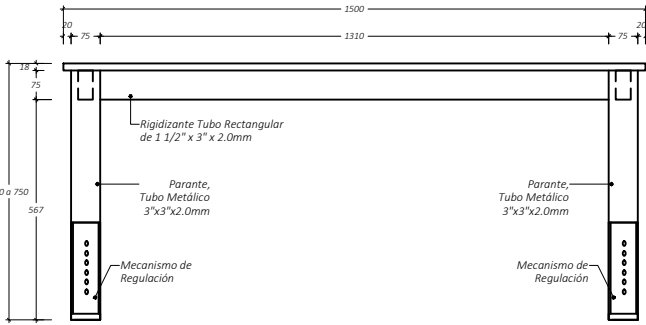 1500
20
75
1310
75
20
18
75
Rigidizante Tubo Rectangular
de 1 1/2" x 3" x 2.0mm
Parante,
Tubo Metálico
3"x3"x2.0mm
Parante,
Tubo Metálico
3"x3"x2.0mm
0 a 750
567
Mecanismo de
Regulación
Mecanismo de
Regulación